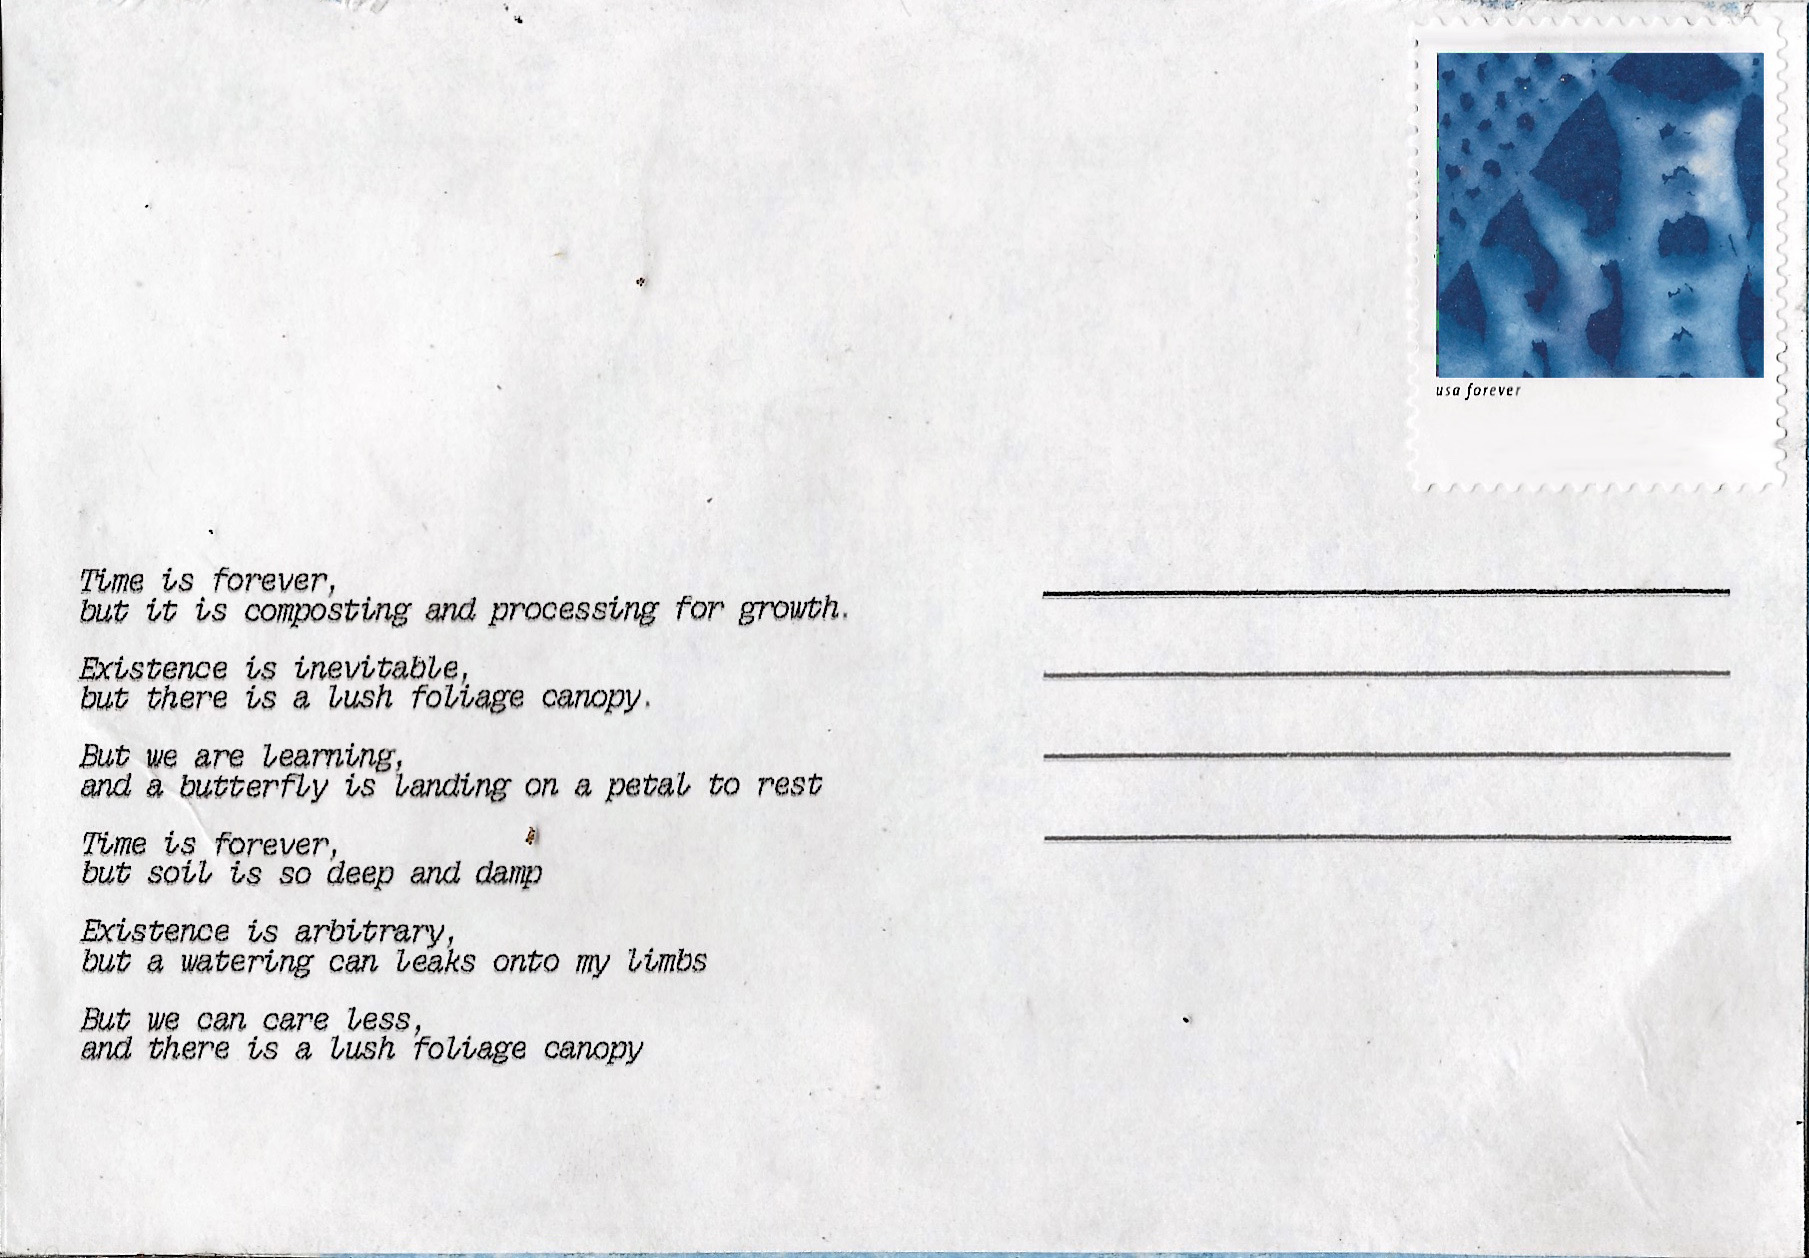 usa forever
Time is forever,
but it is composting and processing for growth.
Existence is inevitable,
but there is a lush foliage canopy.
But we are learning,
and a butterfly is landing on a petal to rest
Time is forever,
but soil is so deep and damp
Existence is arbitrary,
but a watering can leaks onto my limbs
But we can care less,
and there is a lush foliage canopy